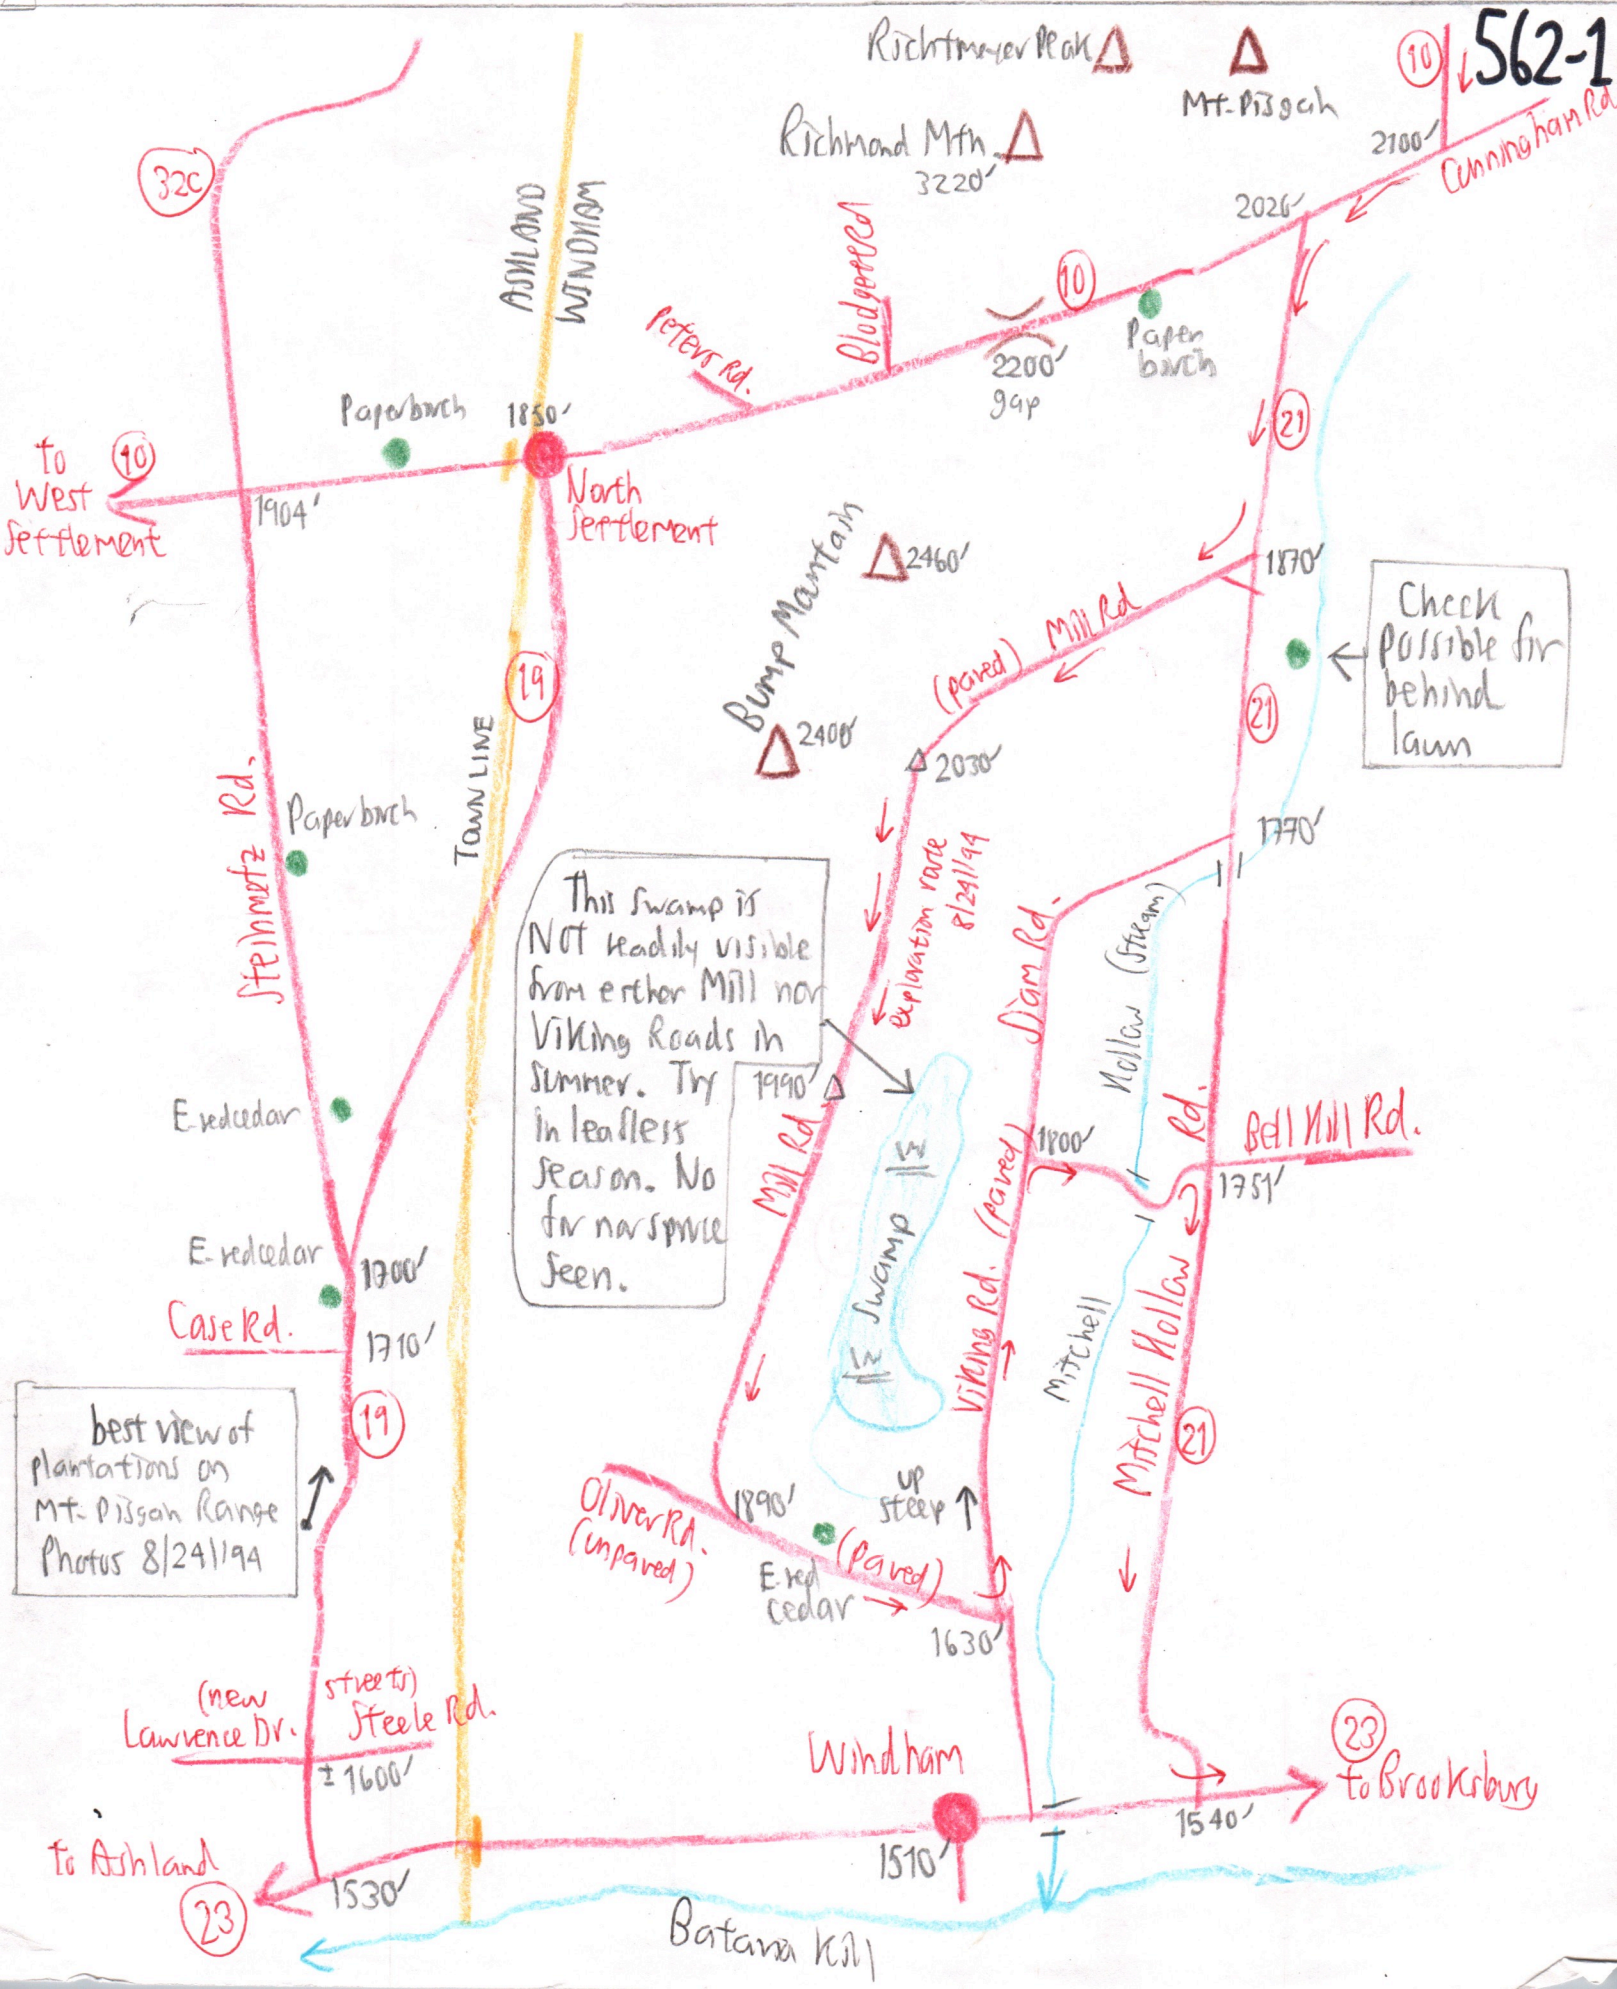 562-1
Richtmeyer Peak
Mt. Pisgah
10
Richmond Mtn.
3220'
2100'
Cunningham Rd
32C
2020'
ASHLAND
WINDHAM
Blodgett Rd
10
Peters Rd.
2200'
gap
Paper
birch
Paperbirch
1850'
21
to
West
Settlement
10
1904'
North
Settlement
Bump Mountain
2460'
1870'
Check
possible fir
behind
lawn
Mill Rd
(paved)
19
21
2400'
2030'
TOWN LINE
Steinmetz Rd.
Paperbirch
1770'
exploration route
8/24/94
This swamp is
NOT readily visible
from either Mill nor
Viking Roads in
summer. Try
in leafless
season. No
fir nor spruce
seen.
Siam Rd.
Hollow (Stream)
1990'
Mill Rd
E-redcedar
1800'
Rd.
Bell Hill Rd.
1751'
Swamp
Viking Rd. (paved)
Mitchell
Mitchell Hollow
E-redcedar
1700'
Case Rd.
1710'
19
21
best view of
plantations on
Mt. Pisgah Range
Photos 8/24/94
Oliver Rd.
(unpaved)
1890'
up
steep
(paved)
E-red
cedar
1630'
(new
streets)
Lawrence Dr.
Steele Rd.
± 1600'
Windham
23
to Brooksbury
1540'
to Ashland
23
1530'
1510'
Batavia Kill